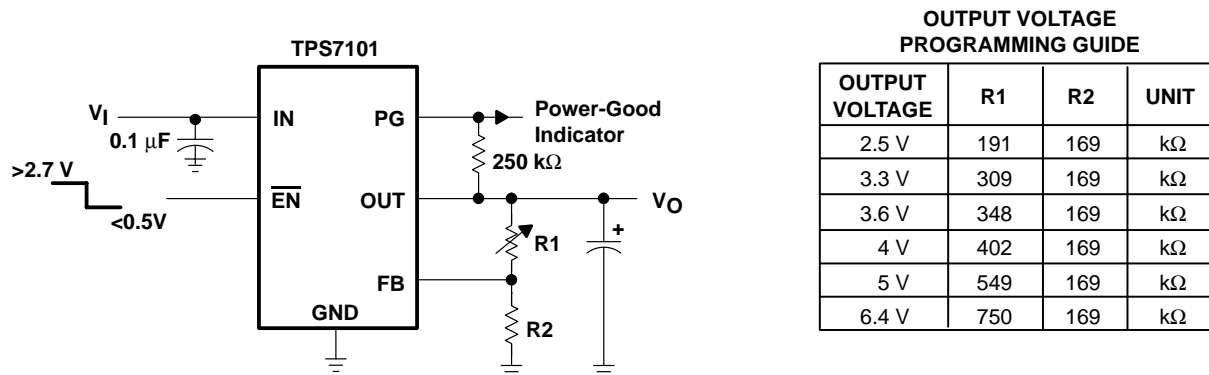 TPS7101
VI
IN
PG
Power-Good
Indicator
0.1 μF
250 kΩ
>2.7 V
EN
OUT
VO
<0.5V
R1
+
FB
GND
R2
OUTPUT VOLTAGE
PROGRAMMING GUIDE
OUTPUT VOLTAGE R1 R2 UNIT
2.5 V 191 169 kΩ
3.3 V 309 169 kΩ
3.6 V 348 169 kΩ
4 V 402 169 kΩ
5 V 549 169 kΩ
6.4 V 750 169 kΩ